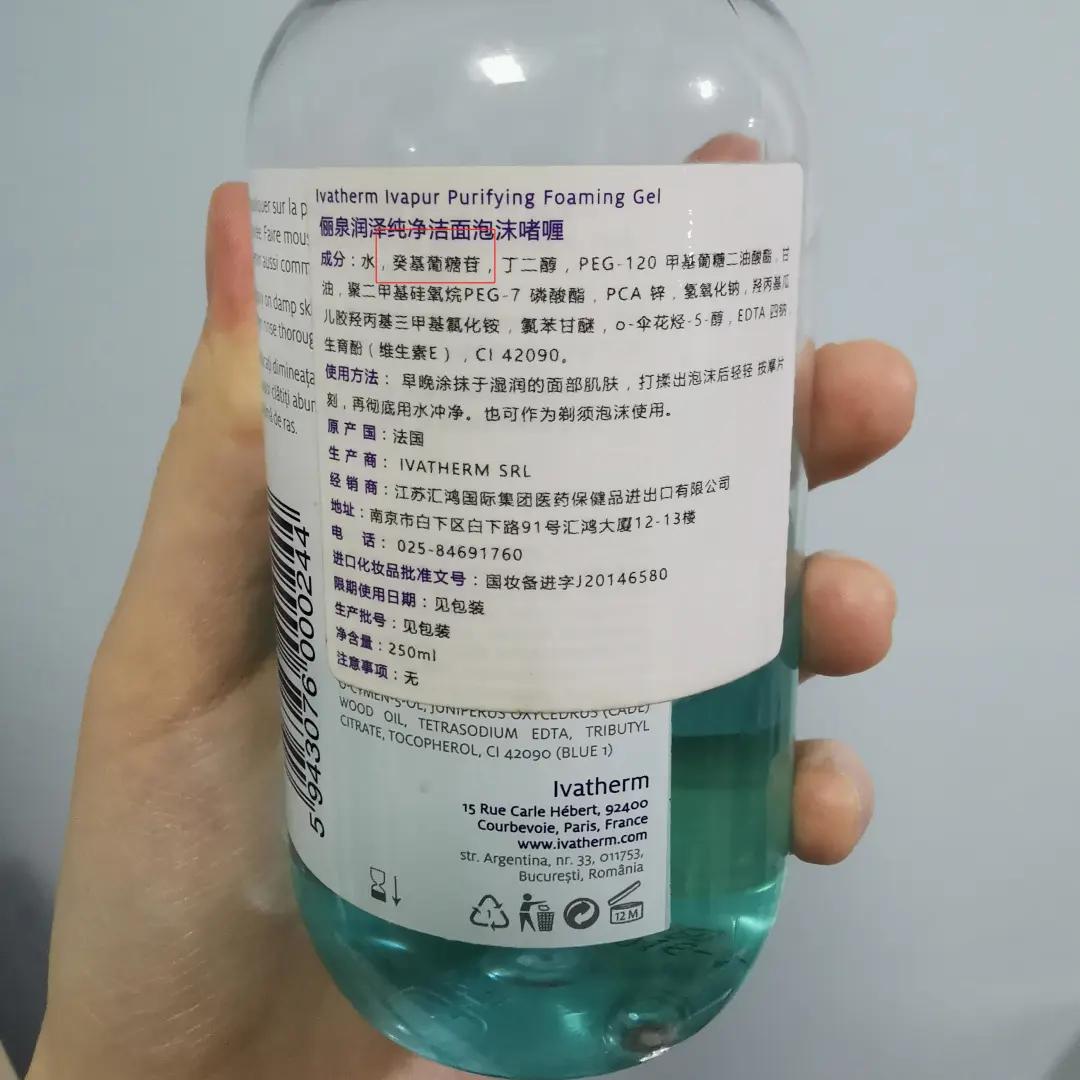 Ivatherm Ivapur Purifying Foaming Gel
俪泉润泽纯净洁面泡沫啫喱
成分：水，癸基葡糖苷，丁二醇，PEG-120 甲基葡糖二油酸酯，甘
油，聚二甲基硅氧烷PEG-7 磷酸酯，PCA 锌，氢氧化钠，羟丙基瓜
儿胶羟丙基三甲基氯化铵，氯苯甘醚，o-伞花烃-5-醇，EDTA 四钠，
生育酚（维生素E），CI 42090。
使用方法：早晚涂抹于湿润的面部肌肤，打揉出泡沫后轻轻 按摩片
刻，再彻底用水冲净。也可作为剃须泡沫使用。
原产国：法国
生产商：IVATHERM SRL
经销商：江苏汇鸿国际集团医药保健品进出口有限公司
地址：南京市白下区白下路91号汇鸿大厦12-13楼
电 话：025-84691760
进口化妆品批准文号：国妆备进字J20146580
限期使用日期：见包装
生产批号：见包装
净含量：250ml
注意事项：无
sur la
Faire
aussi
on damp
dimineața
clătiți
de ras.
5 943076 000244
O-CYMEN-5-OL, JUNIPERUS OXYCEDRUS (CADE)
WOOD OIL, TETRASODIUM EDTA, TRIBUTYL
CITRATE, TOCOPHEROL, CI 42090 (BLUE 1)
Ivatherm
15 Rue Carle Hébert, 92400
Courbevoie, Paris, France
www.ivatherm.com
str. Argentina, nr. 33, 011753,
București, România
1
12 M